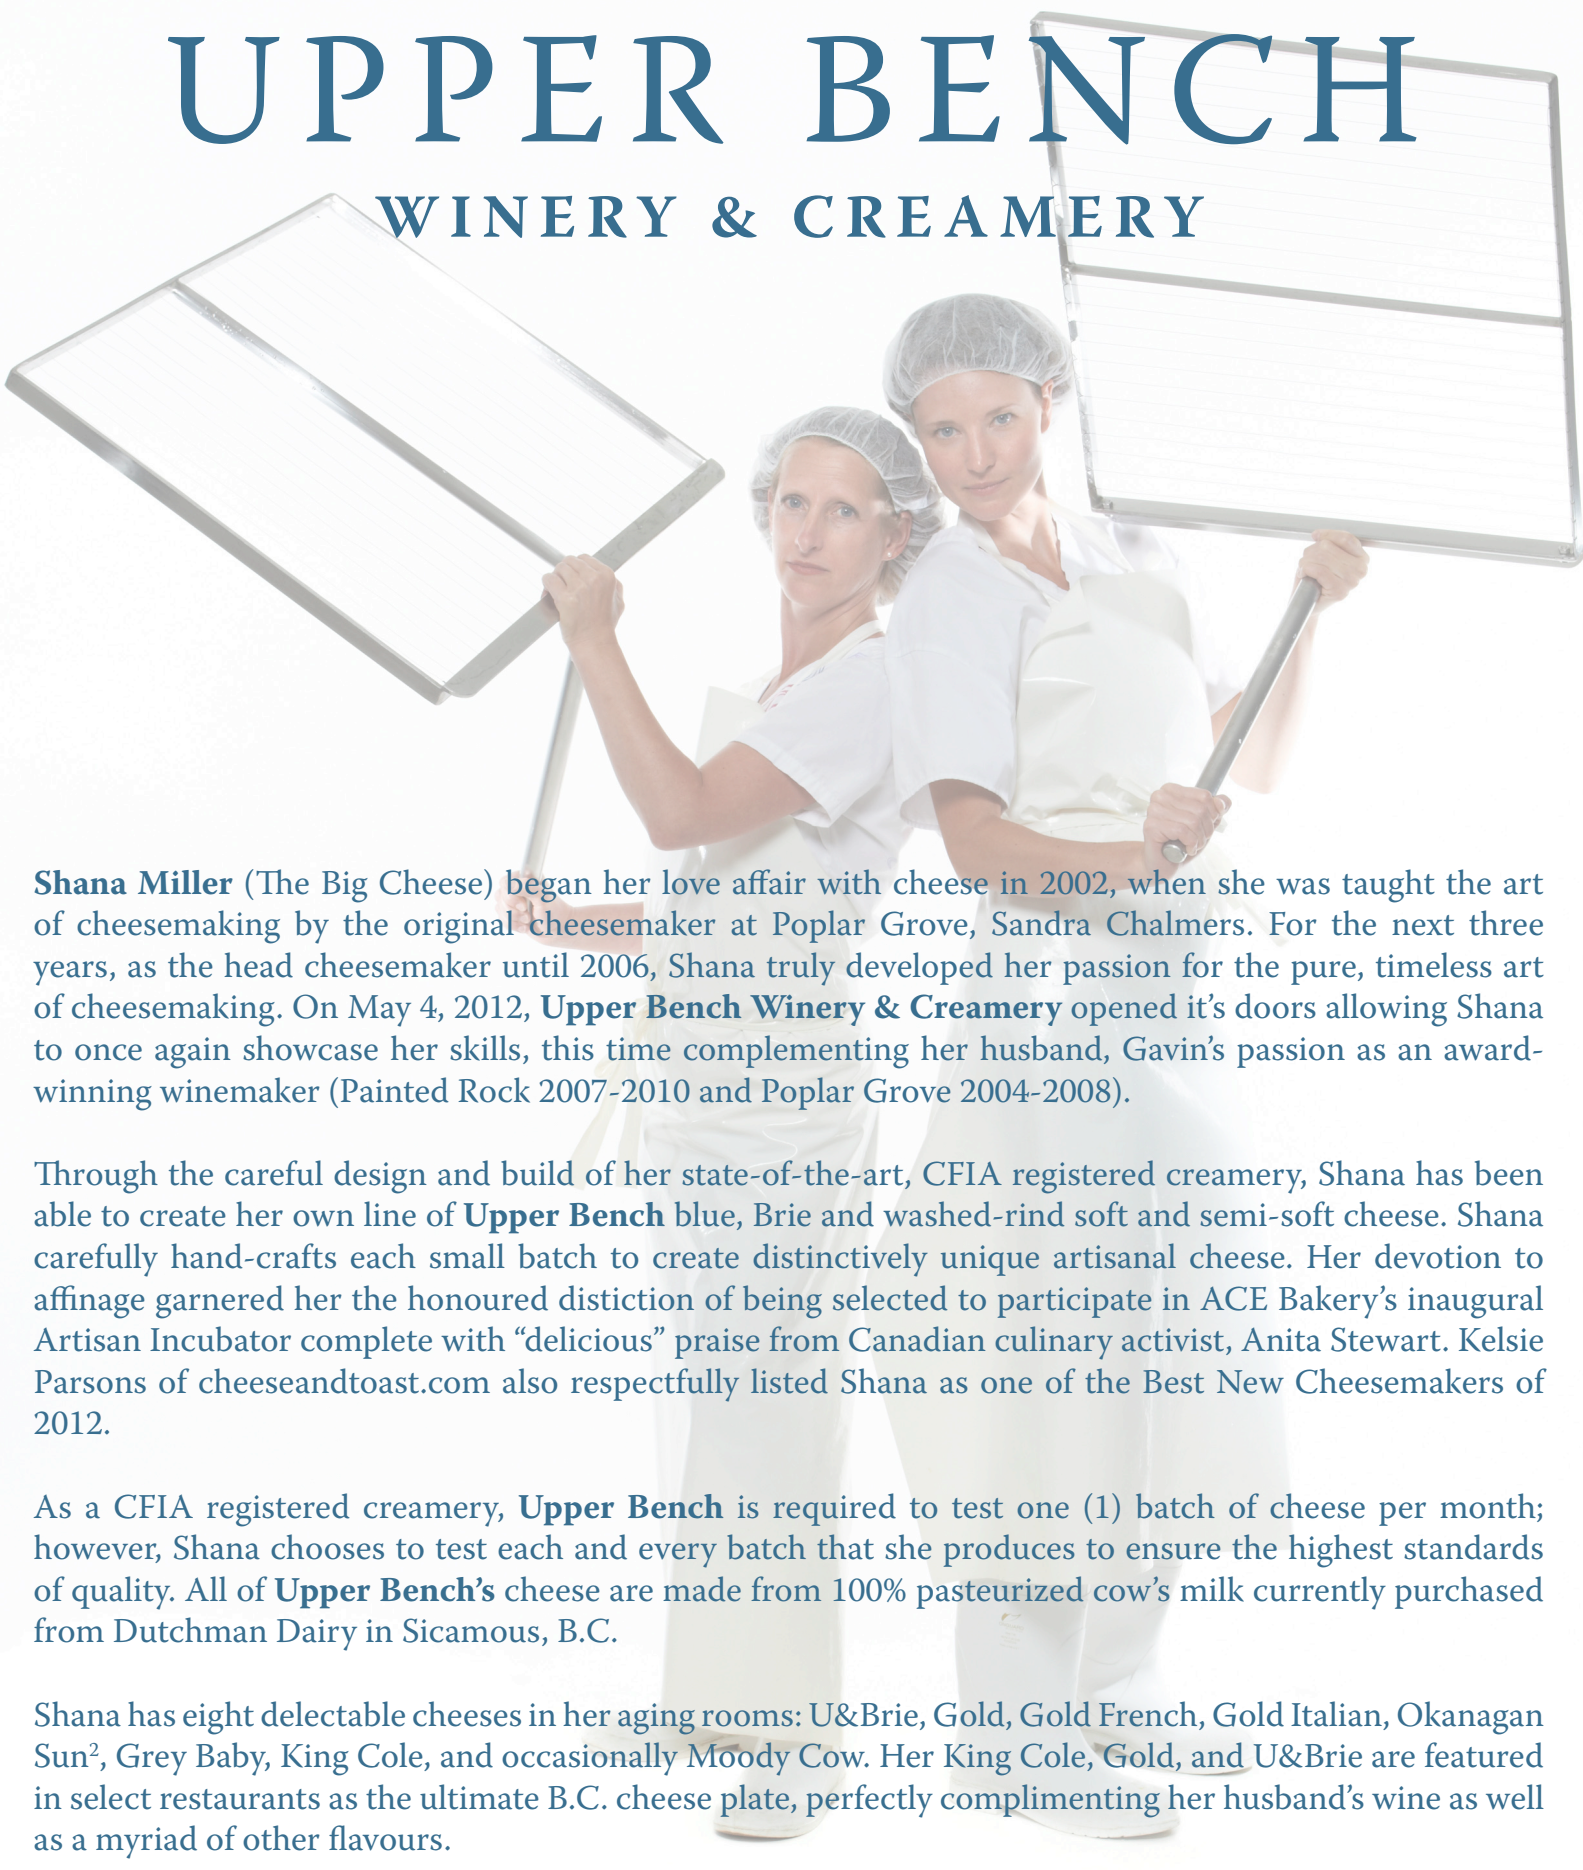 UPPER BENCH
WINERY & CREAMERY
Shana Miller (The Big Cheese) began her love affair with cheese in 2002, when she was taught the art
of cheesemaking by the original cheesemaker at Poplar Grove, Sandra Chalmers. For the next three
years, as the head cheesemaker until 2006, Shana truly developed her passion for the pure, timeless art
of cheesemaking. On May 4, 2012, Upper Bench Winery & Creamery opened it's doors allowing Shana
to once again showcase her skills, this time complementing her husband, Gavin's passion as an award-
winning winemaker (Painted Rock 2007-2010 and Poplar Grove 2004-2008).
Through the careful design and build of her state-of-the-art, CFIA registered creamery, Shana has been
able to create her own line of Upper Bench blue, Brie and washed-rind soft and semi-soft cheese. Shana
carefully hand-crafts each small batch to create distinctively unique artisanal cheese. Her devotion to
affinage garnered her the honoured distiction of being selected to participate in ACE Bakery's inaugural
Artisan Incubator complete with "delicious" praise from Canadian culinary activist, Anita Stewart. Kelsie
Parsons of cheeseandtoast.com also respectfully listed Shana as one of the Best New Cheesemakers of
2012.
As a CFIA registered creamery, Upper Bench is required to test one (1) batch of cheese per month;
however, Shana chooses to test each and every batch that she produces to ensure the highest standards
of quality. All of Upper Bench's cheese are made from 100% pasteurized cow's milk currently purchased
from Dutchman Dairy in Sicamous, B.C.
Shana has eight delectable cheeses in her aging rooms: U&Brie, Gold, Gold French, Gold Italian, Okanagan
Sun², Grey Baby, King Cole, and occasionally Moody Cow. Her King Cole, Gold, and U&Brie are featured
in select restaurants as the ultimate B.C. cheese plate, perfectly complimenting her husband's wine as well
as a myriad of other flavours.